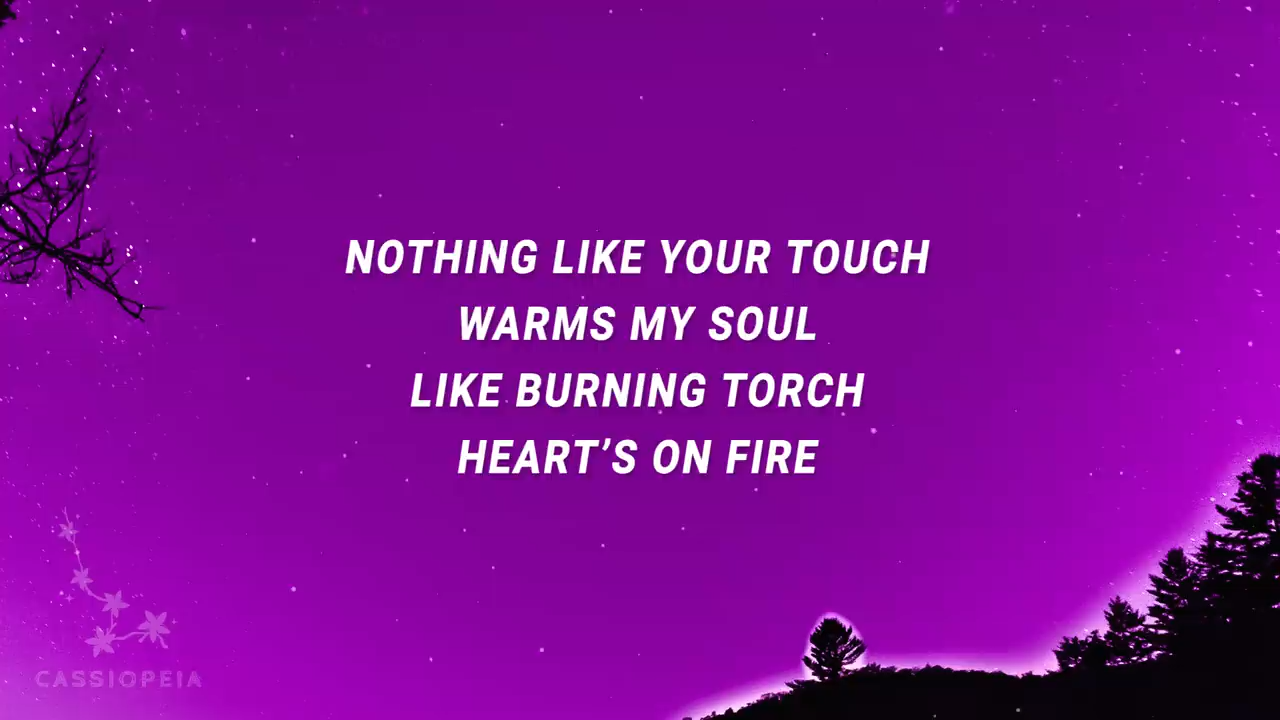 NOTHING LIKE YOUR TOUCH
WARMS MY SOUL
LIKE BURNING TORCH
HEART’S ON FIRE
CASSIOPEIA